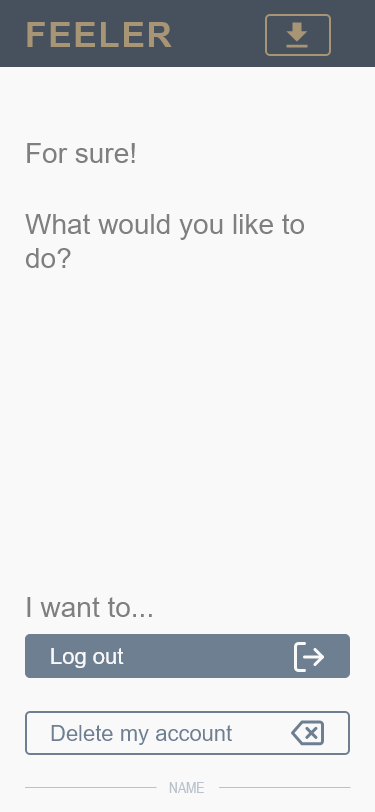 FEELER
For sure!
What would you like to
do?
I want to...
Log out
Delete my account
NAME